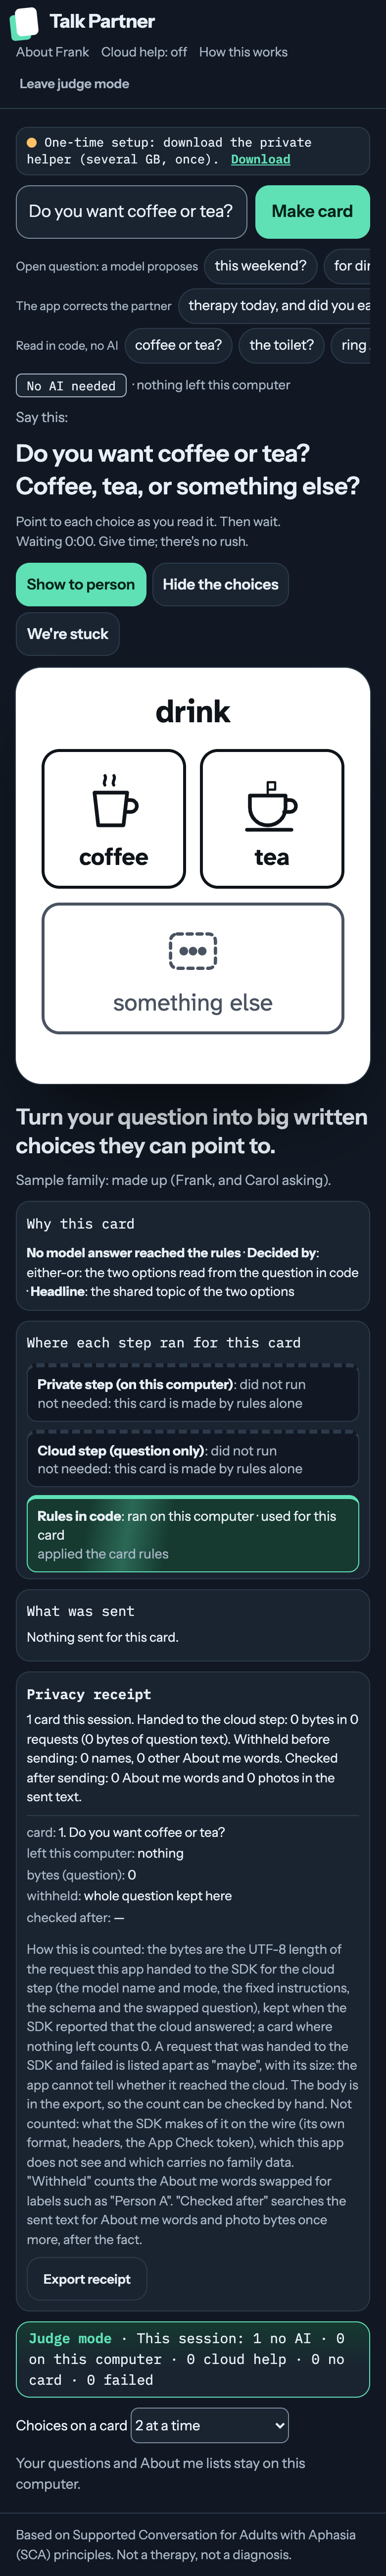 Talk Partner
About Frank Cloud help: off How this works
Leave judge mode
One-time setup: download the private
helper (several GB, once). Download
Do you want coffee or tea? Make card
Open question: a model proposes this weekend? for di
The app corrects the partner therapy today, and did you ea
Read in code, no AI coffee or tea? the toilet? ring
No AI needed · nothing left this computer
Say this:
Do you want coffee or tea?
Coffee, tea, or something else?
Point to each choice as you read it. Then wait.
Waiting 0:00. Give time; there's no rush.
Show to person Hide the choices
We're stuck
drink
coffee tea
something else
Turn your question into big written
choices they can point to.
Sample family: made up (Frank, and Carol asking).
Why this card
No model answer reached the rules · Decided by:
either-or: the two options read from the question in code
· Headline: the shared topic of the two options
Where each step ran for this card
Private step (on this computer): did not run
not needed: this card is made by rules alone
Cloud step (question only): did not run
not needed: this card is made by rules alone
Rules in code: ran on this computer · used for this
card
applied the card rules
What was sent
Nothing sent for this card.
Privacy receipt
1 card this session. Handed to the cloud step: 0 bytes in 0
requests (0 bytes of question text). Withheld before
sending: 0 names, 0 other About me words. Checked
after sending: 0 About me words and 0 photos in the
sent text.
card: 1. Do you want coffee or tea?
left this computer: nothing
bytes (question): 0
withheld: whole question kept here
checked after: —
How this is counted: the bytes are the UTF-8 length of
the request this app handed to the SDK for the cloud
step (the model name and mode, the fixed instructions,
the schema and the swapped question), kept when the
SDK reported that the cloud answered; a card where
nothing left counts 0. A request that was handed to the
SDK and failed is listed apart as "maybe", with its size: the
app cannot tell whether it reached the cloud. The body is
in the export, so the count can be checked by hand. Not
counted: what the SDK makes of it on the wire (its own
format, headers, the App Check token), which this app
does not see and which carries no family data.
"Withheld" counts the About me words swapped for
labels such as "Person A". "Checked after" searches the
sent text for About me words and photo bytes once
more, after the fact.
Export receipt
Judge mode · This session: 1 no AI · 0
on this computer · 0 cloud help · 0 no
card · 0 failed
Choices on a card 2 at a time
Your questions and About me lists stay on this
computer.
Based on Supported Conversation for Adults with Aphasia
(SCA) principles. Not a therapy, not a diagnosis.